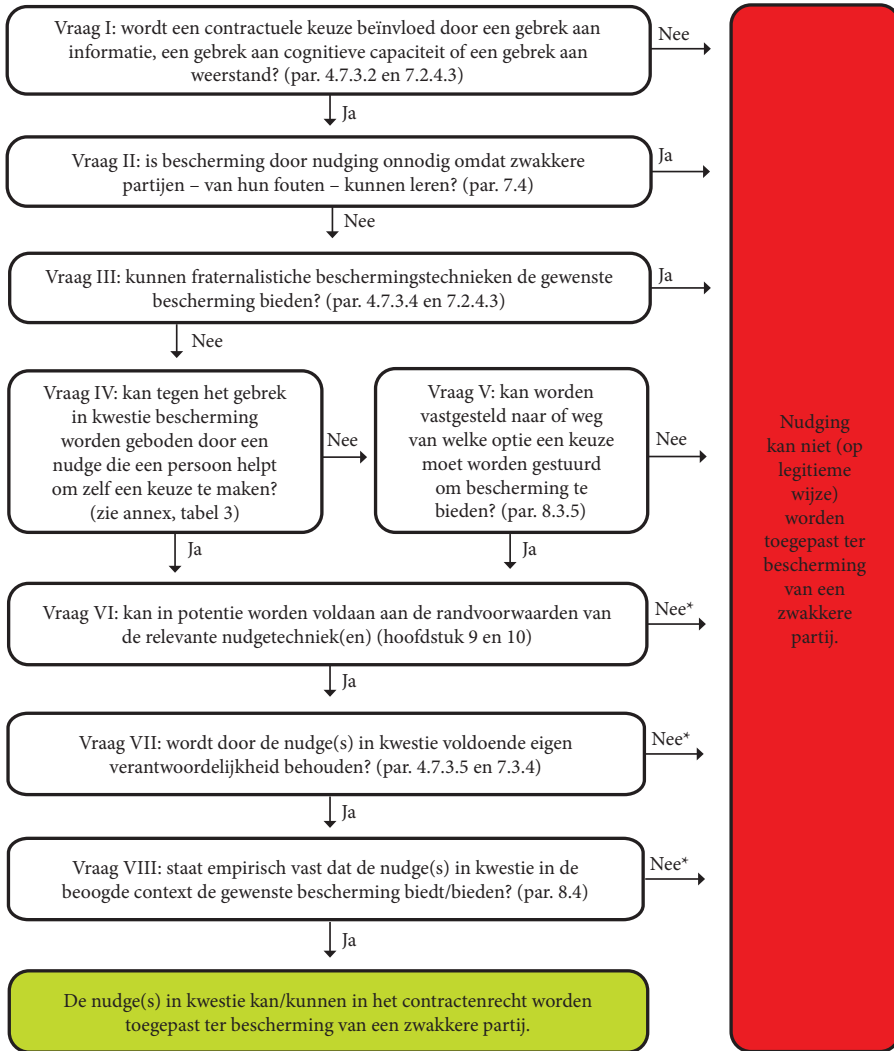 Vraag I: wordt een contractuele keuze beïnvloed door een gebrek aan
informatie, een gebrek aan cognitieve capaciteit of een gebrek aan
weerstand? (par. 4.7.3.2 en 7.2.4.3)
Nee
Ja
Vraag II: is bescherming door nudging onnodig omdat zwakkere
partijen – van hun fouten – kunnen leren? (par. 7.4)
Ja
Nee
Vraag III: kunnen fraternalistische beschermingstechnieken de gewenste
bescherming bieden? (par. 4.7.3.4 en 7.2.4.3)
Ja
Nee
Vraag IV: kan tegen het gebrek
in kwestie bescherming
worden geboden door een
nudge die een persoon helpt
om zelf een keuze te maken?
(zie annex, tabel 3)
Nee
Ja
Vraag V: kan worden
vastgesteld naar of weg
van welke optie een keuze
moet worden gestuurd
om bescherming te
bieden? (par. 8.3.5)
Nee
Ja
Vraag VI: kan in potentie worden voldaan aan de randvoorwaarden van
de relevante nudgetechniek(en) (hoofdstuk 9 en 10)
Nee*
Ja
Vraag VII: wordt door de nudge(s) in kwestie voldoende eigen
verantwoordelijkheid behouden? (par. 4.7.3.5 en 7.3.4)
Nee*
Ja
Vraag VIII: staat empirisch vast dat de nudge(s) in kwestie in de
beoogde context de gewenste bescherming biedt/bieden? (par. 8.4)
Nee*
Ja
De nudge(s) in kwestie kan/kunnen in het contractenrecht worden
toegepast ter bescherming van een zwakkere partij.
Nudging
kan niet (op
legitieme
wijze)
worden
toegepast ter
bescherming
van een
zwakkere
partij.